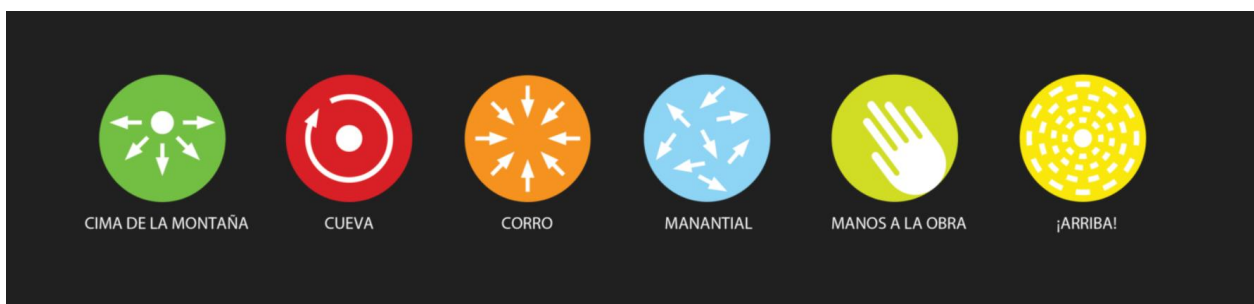 CIMA DE LA MONTAÑA
CUEVA
CORRO
MANANTIAL
MANOS A LA OBRA
¡ARRIBA!